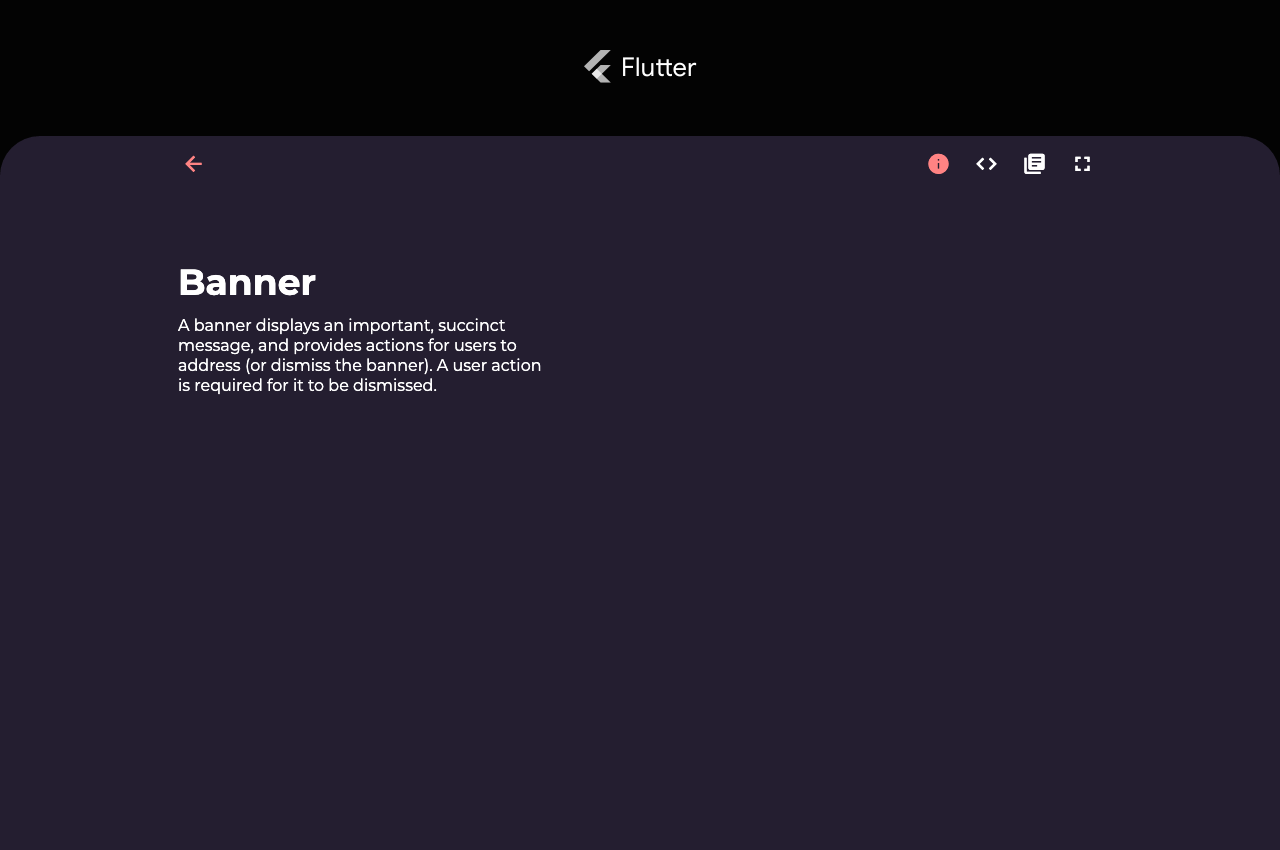 Flutter
Banner
A banner displays an important, succinct
message, and provides actions for users to
address (or dismiss the banner). A user action
is required for it to be dismissed.